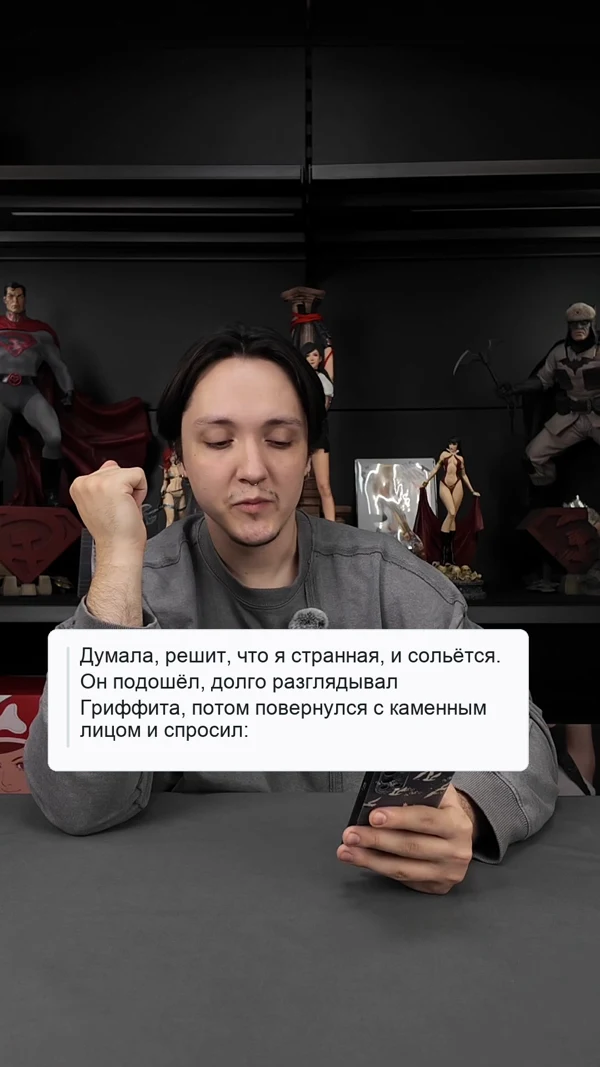 Думала, решит, что я странная, и сольётся.
Он подошёл, долго разглядывал
Гриффита, потом повернулся с каменным
лицом и спросил: